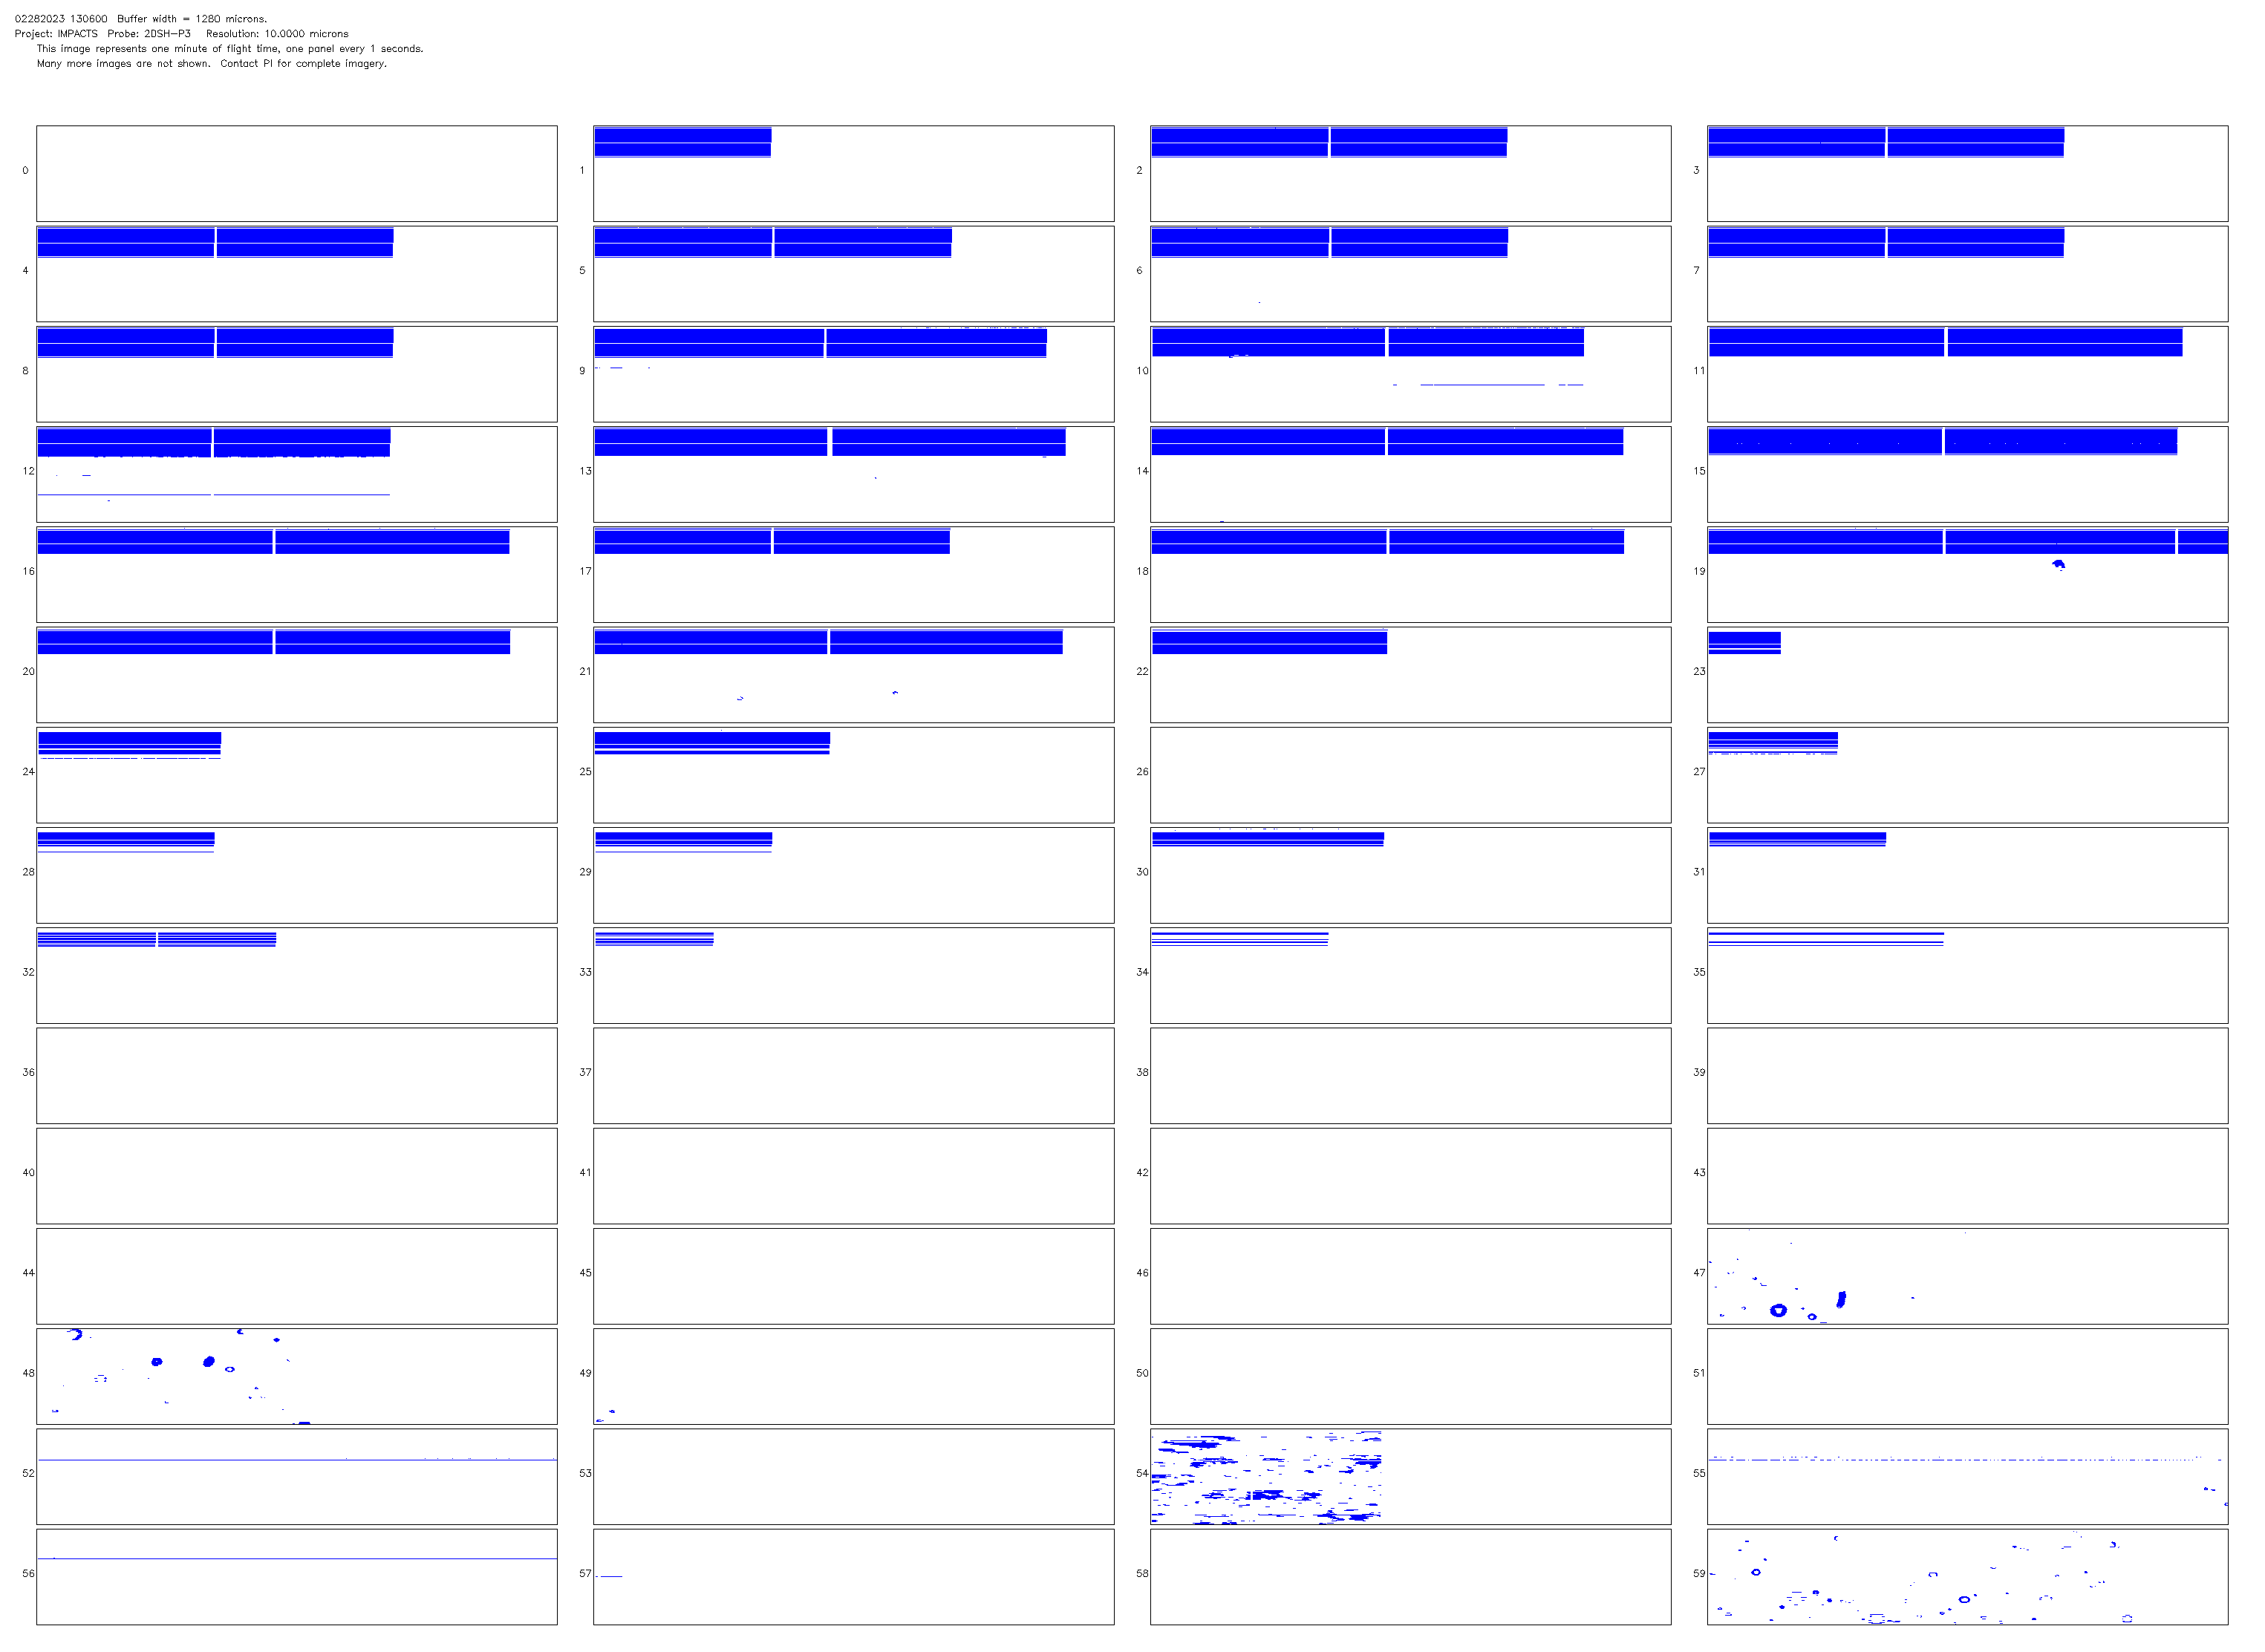 02282023 130600  Buffer width = 1280 microns.
Project: IMPACTS  Probe: 2DSH-P3   Resolution: 10.0000 microns
This image represents one minute of flight time, one panel every 1 seconds.
Many more images are not shown.  Contact PI for complete imagery.
0 1 2 3
4 5 6 7
8 9 10 11
12 13 14 15
16 17 18 19
20 21 22 23
24 25 26 27
28 29 30 31
32 33 34 35
36 37 38 39
40 41 42 43
44 45 46 47
48 49 50 51
52 53 54 55
56 57 58 59